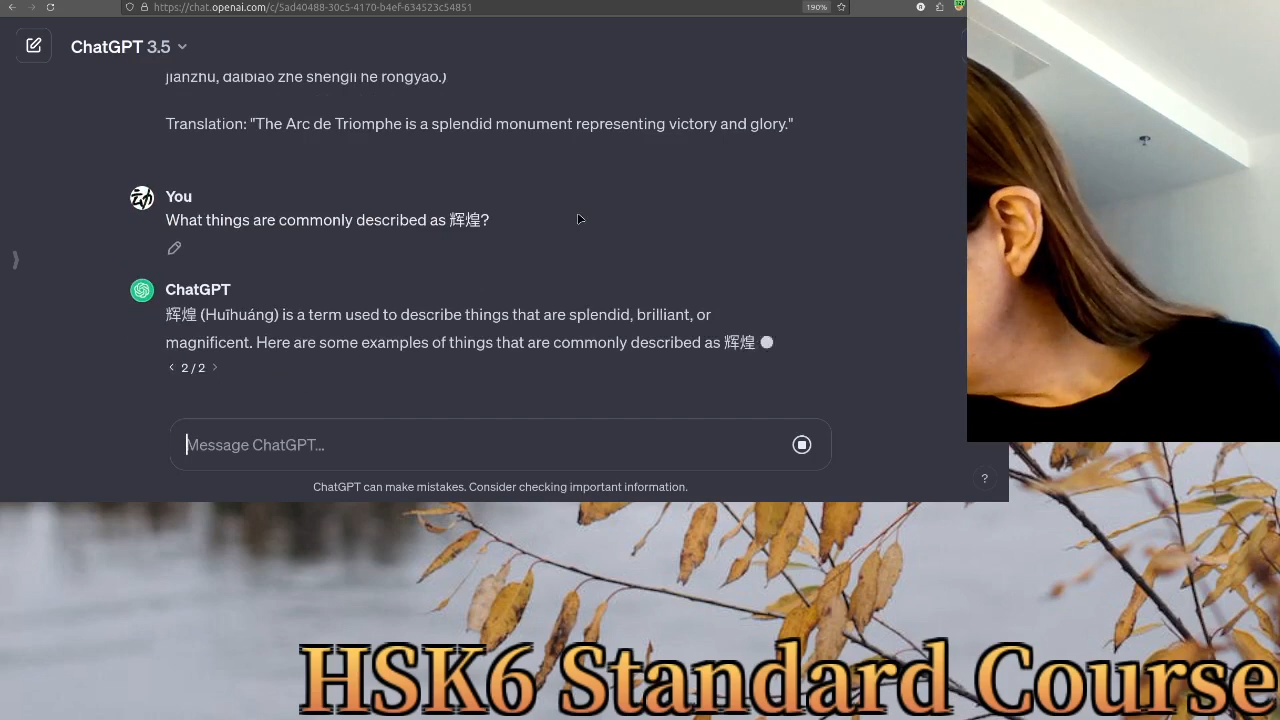 https://chat.openai.com/c/5ad40488-30c5-4170-b4ef-634523c54851
190%
ChatGPT 3.5
jianzhu, daibiao zhe shengli he rongyao.)
Translation: "The Arc de Triomphe is a splendid monument representing victory and glory."
You
What things are commonly described as 辉煌?
ChatGPT
辉煌 (Huīhuáng) is a term used to describe things that are splendid, brilliant, or
magnificent. Here are some examples of things that are commonly described as 辉煌
2 / 2
Message ChatGPT...
ChatGPT can make mistakes. Consider checking important information.
?
HSK6 Standard Course